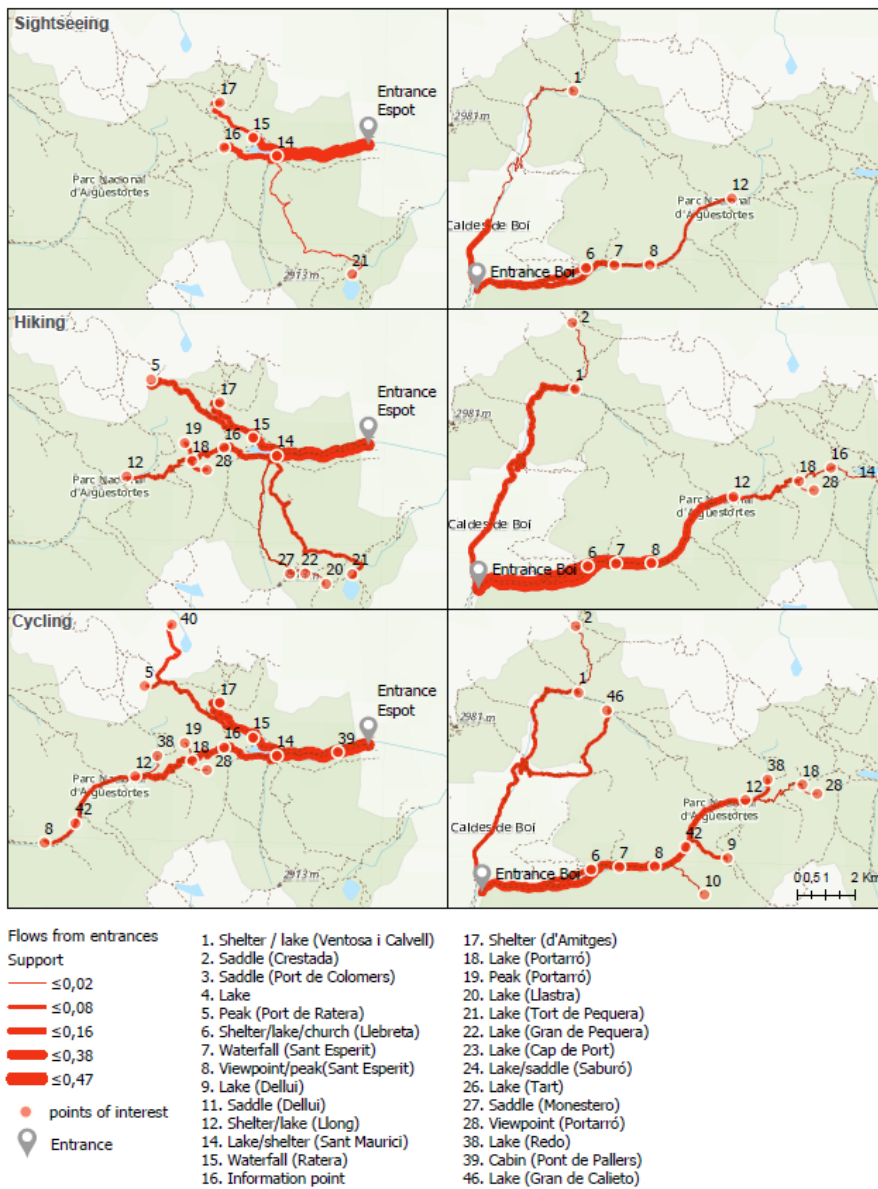 Sightseeing
17
Entrance
Espot
15
16
14
Parc Nacional
d'Aigüestortes
21
2913 m
1
2981 m
12
Parc Nacional
d'Aigüestortes
Caldes de Boí
6
7
8
Entrance Boi
Hiking
5
17
Entrance
Espot
19
15
16
14
18
12
28
Parc Nacional
d'Aigüestortes
27
22
21
20
2
1
2981 m
16
18
14
12
28
Parc Nacional
d'Aigüestortes
Caldes de Boí
6
7
8
Entrance Boi
Cycling
40
5
17
Entrance
Espot
19
15
16
39
38
14
18
12
28
Parc Nacional
d'Aigüestortes
42
8
2913 m
2
1
46
2981 m
38
18
12
28
Parc Nacional
d'Aigüestortes
Caldes de Boí
42
6
7
8
9
Entrance Boi
10
0 0,5 1 2 Km
Flows from entrances
Support
≤0,02
≤0,08
≤0,16
≤0,38
≤0,47
points of interest
Entrance
1. Shelter / lake (Ventosa i Calvell)
2. Saddle (Crestada)
3. Saddle (Port de Colomers)
4. Lake
5. Peak (Port de Ratera)
6. Shelter/lake/church (Llebreta)
7. Waterfall (Sant Esperit)
8. Viewpoint/peak(Sant Esperit)
9. Lake (Dellui)
11. Saddle (Dellui)
12. Shelter/lake (Llong)
14. Lake/shelter (Sant Maurici)
15. Waterfall (Ratera)
16. Information point
17. Shelter (d'Amitges)
18. Lake (Portarró)
19. Peak (Portarró)
20. Lake (Llastra)
21. Lake (Tort de Pequera)
22. Lake (Gran de Pequera)
23. Lake (Cap de Port)
24. Lake/saddle (Saburó)
26. Lake (Tart)
27. Saddle (Monestero)
28. Viewpoint (Portarró)
38. Lake (Redo)
39. Cabin (Pont de Pallers)
46. Lake (Gran de Calieto)